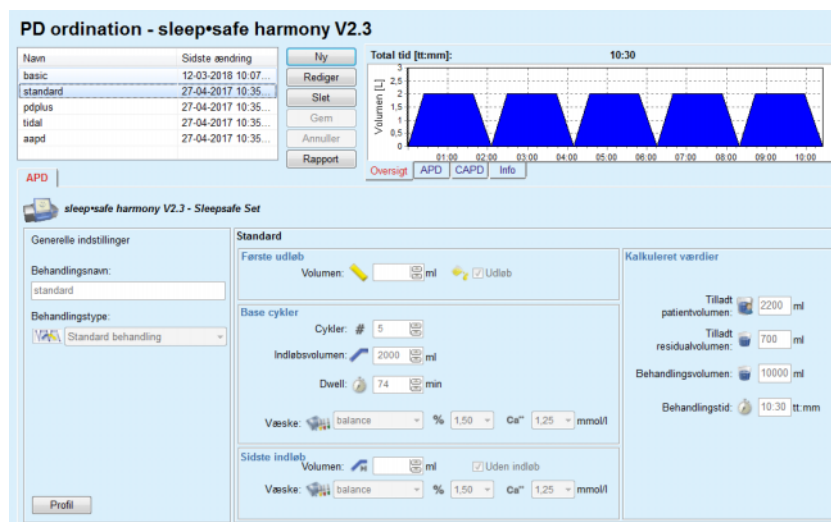 PD ordination - sleep•safe harmony V2.3
Navn Sidste ændring
basic 12-03-2018 10:07...
standard 27-04-2017 10:35...
pdplus 27-04-2017 10:35...
tidal 27-04-2017 10:35...
aapd 27-04-2017 10:35...
Ny
Rediger
Slet
Gem
Annuller
Rapport
Total tid [tt:mm]: 10:30
Volumen [L]
3
2,5
2
1,5
1
0,5
0
01:00 02:00 03:00 04:00 05:00 06:00 07:00 08:00 09:00 10:00
Oversigt APD CAPD Info
APD
sleep•safe harmony V2.3 - Sleepsafe Set
Generelle indstillinger
Behandlingsnavn:
standard
Behandlingstype:
Standard behandling
Profil
Standard
Første udløb
Volumen: ml Udløb
Base cykler
Cykler: # 5
Indløbsvolumen: 2000 ml
Dwell: 74 min
Væske: balance % 1,50 Ca⁺⁺ 1,25 mmol/l
Sidste indløb
Volumen: ml Uden indløb
Væske: balance % 1,50 Ca⁺⁺ 1,25 mmol/l
Kalkuleret værdier
Tilladt
patientvolumen: 2200 ml
Tilladt
residualvolumen: 700 ml
Behandlingsvolumen: 10000 ml
Behandlingstid: 10:30 tt:mm